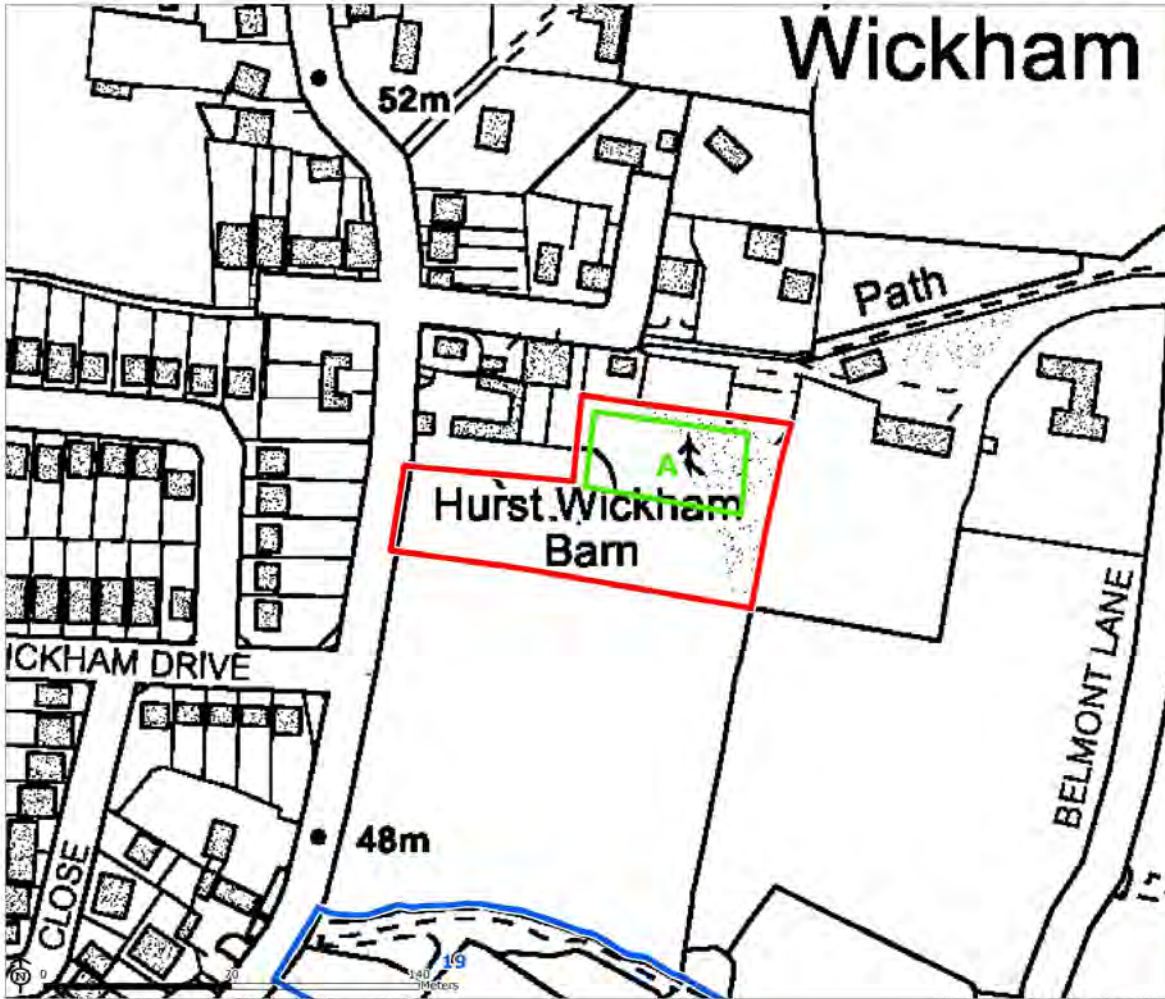 Wickham
52m
Path
A
Hurst.Wickham
Barn
ICKHAM DRIVE
BELMONT LANE
48m
CLOSE
19
N
0 70 140
Meters